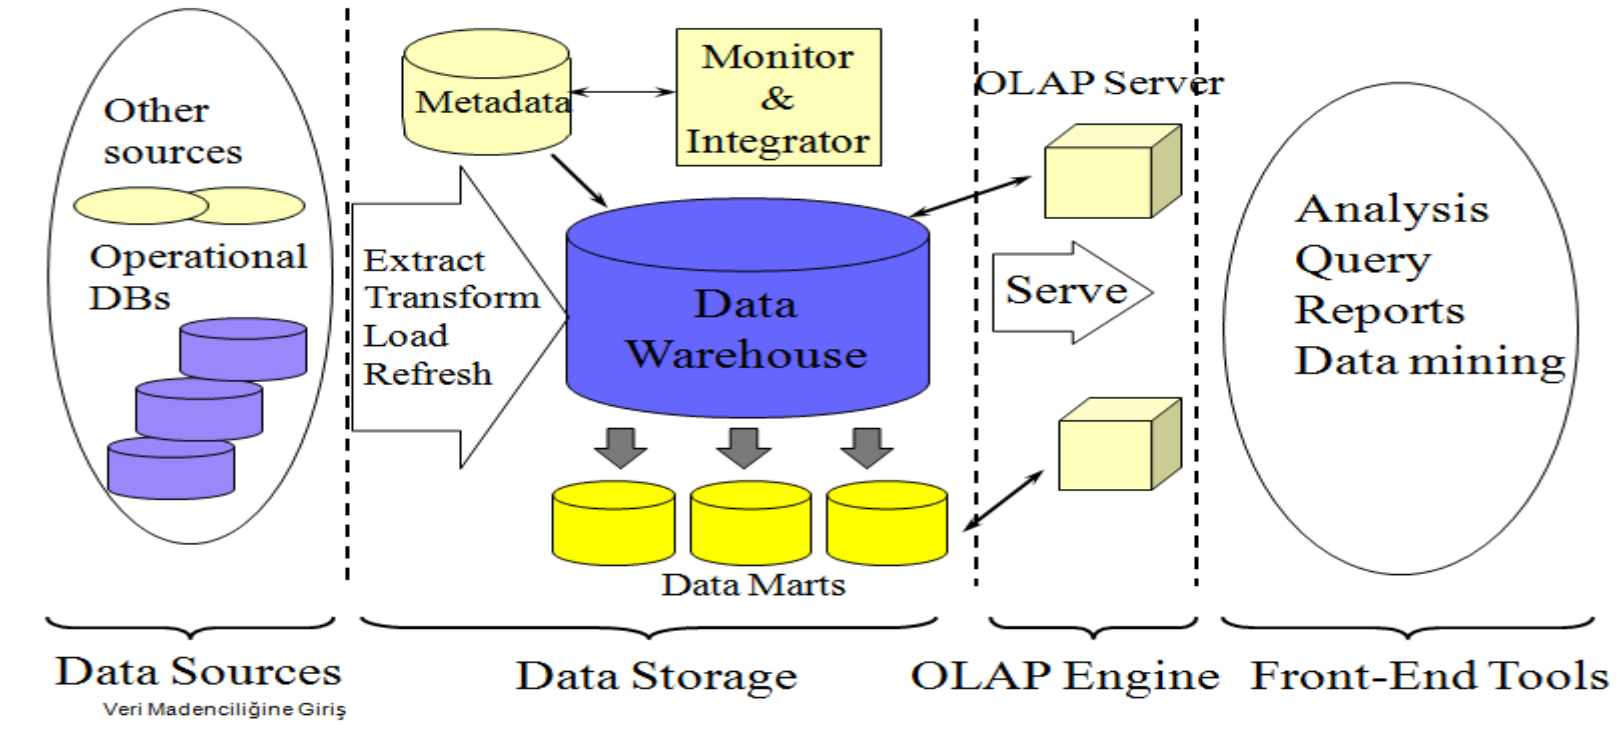 Other
sources
Operational
DBs
Extract
Transform
Load
Refresh
Metadata
Monitor
&
Integrator
Data
Warehouse
Data Marts
OLAP Server
Serve
Analysis
Query
Reports
Data mining
Data Sources
Data Storage
OLAP Engine
Front-End Tools
Veri Madenciliğine Giriş